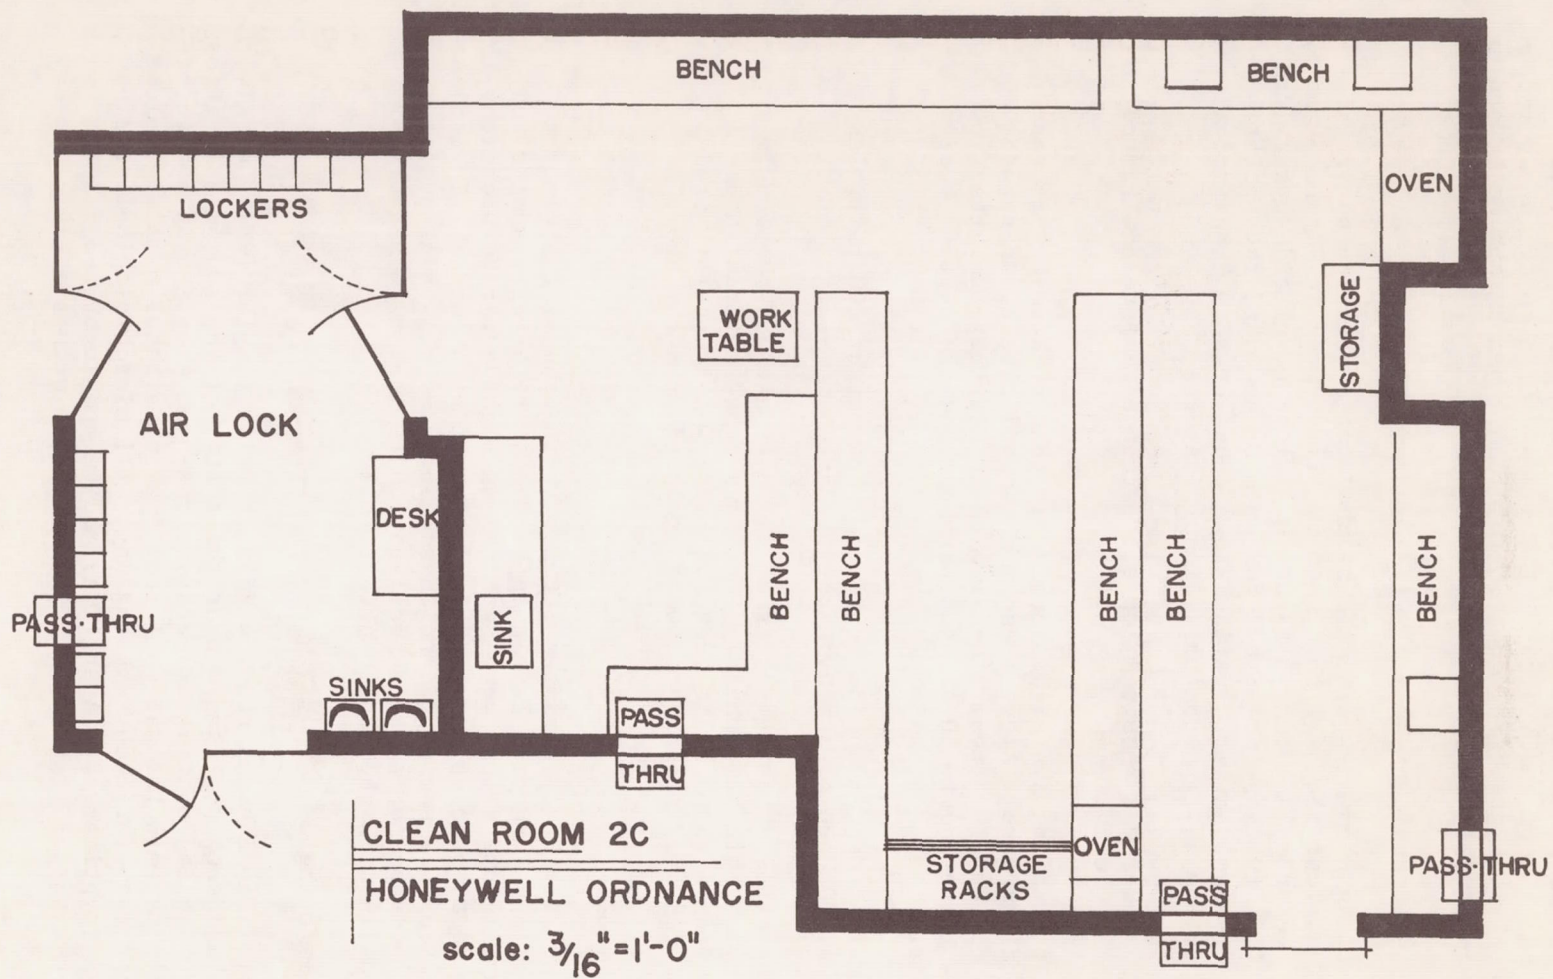 BENCH
BENCH
OVEN
LOCKERS
STORAGE
WORK
TABLE
AIR LOCK
DESK
BENCH
BENCH
BENCH
BENCH
BENCH
SINK
PASS·THRU
SINKS
PASS
THRU
OVEN
STORAGE
RACKS
PASS·THRU
PASS
THRU
CLEAN ROOM 2C
HONEYWELL ORDNANCE
scale: 3/16" = 1'-0"